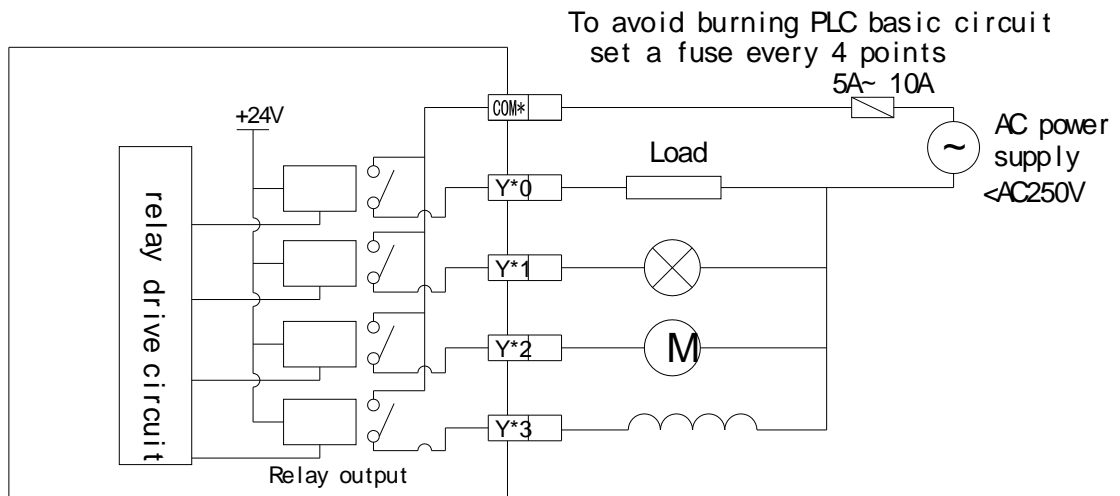 To avoid burning PLC basic circuit
set a fuse every 4 points
5A~ 10A
COM*
+24V
AC power
supply
<AC250V
~
Load
Y*0
relay drive circuit
Y*1
Y*2
M
Y*3
Relay output